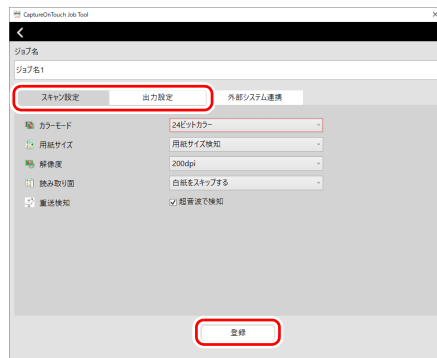 CaptureOnTouch Job Tool
ジョブ名
ジョブ名1
スキャン設定 出力設定 外部システム連携
カラーモード 24ビットカラー
用紙サイズ 用紙サイズ検知
解像度 200dpi
読み取り面 白紙をスキップする
重送検知 超音波で検知
登録